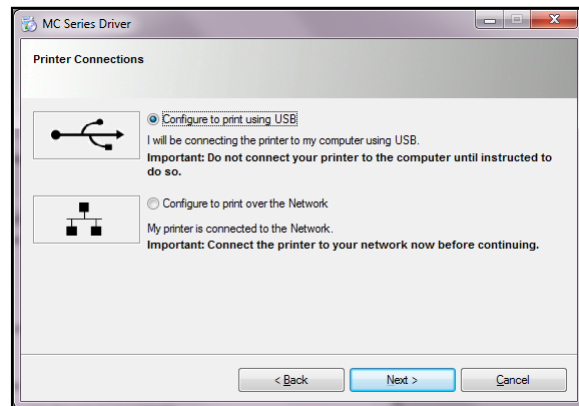 MC Series Driver
Printer Connections
Configure to print using USB
I will be connecting the printer to my computer using USB.
Important: Do not connect your printer to the computer until instructed to
do so.
Configure to print over the Network
My printer is connected to the Network.
Important: Connect the printer to your network now before continuing.
< Back
Next >
Cancel